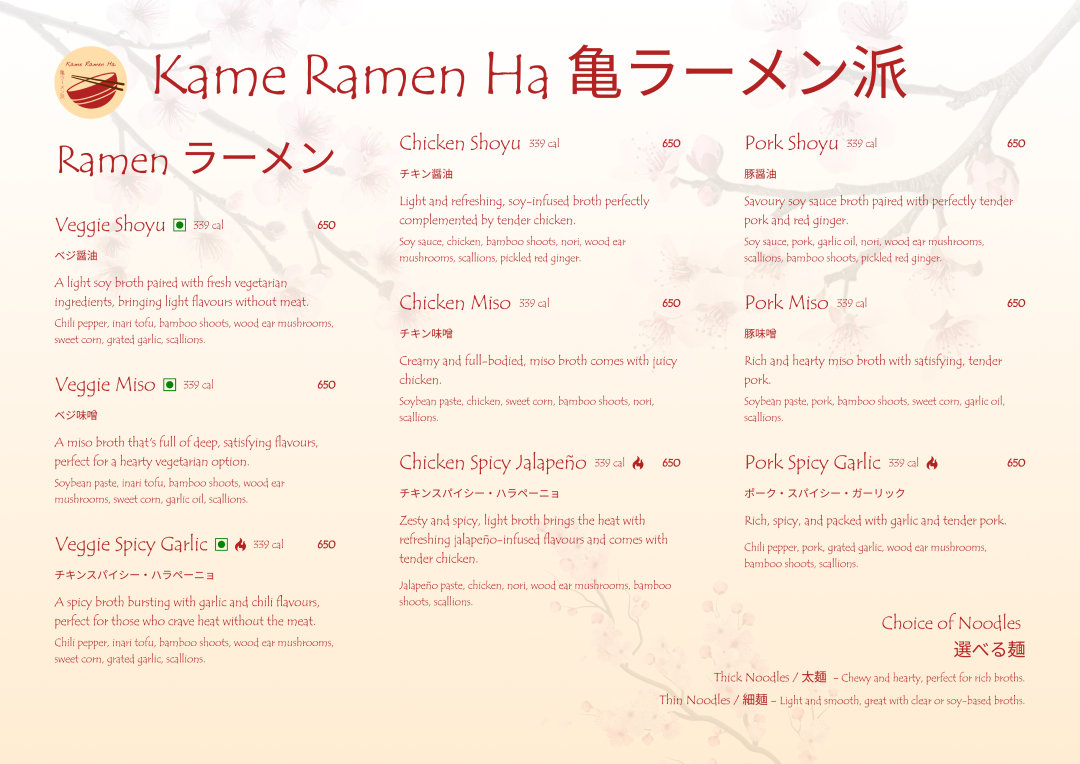 Kame Ramen Ha
Kame Ramen Ha 亀ラーメン派
Ramen ラーメン
Veggie Shoyu 339 cal 650
ベジ醤油
A light soy broth paired with fresh vegetarian
ingredients, bringing light flavours without meat.
Chili pepper, inari tofu, bamboo shoots, wood ear mushrooms,
sweet corn, grated garlic, scallions.
Veggie Miso 339 cal 650
ベジ味噌
A miso broth that's full of deep, satisfying flavours,
perfect for a hearty vegetarian option.
Soybean paste, inari tofu, bamboo shoots, wood ear
mushrooms, sweet corn, garlic oil, scallions.
Veggie Spicy Garlic 339 cal 650
チキンスパイシー・ハラペーニョ
A spicy broth bursting with garlic and chili flavours,
perfect for those who crave heat without the meat.
Chili pepper, inari tofu, bamboo shoots, wood ear mushrooms,
sweet corn, grated garlic, scallions.
Chicken Shoyu 339 cal 650
チキン醤油
Light and refreshing, soy-infused broth perfectly
complemented by tender chicken.
Soy sauce, chicken, bamboo shoots, nori, wood ear
mushrooms, scallions, pickled red ginger.
Chicken Miso 339 cal 650
チキン味噌
Creamy and full-bodied, miso broth comes with juicy
chicken.
Soybean paste, chicken, sweet corn, bamboo shoots, nori,
scallions.
Chicken Spicy Jalapeño 339 cal 650
チキンスパイシー・ハラペーニョ
Zesty and spicy, light broth brings the heat with
refreshing jalapeño-infused flavours and comes with
tender chicken.
Jalapeño paste, chicken, nori, wood ear mushrooms, bamboo
shoots, scallions.
Pork Shoyu 339 cal 650
豚醤油
Savoury soy sauce broth paired with perfectly tender
pork and red ginger.
Soy sauce, pork, garlic oil, nori, wood ear mushrooms,
scallions, bamboo shoots, pickled red ginger.
Pork Miso 339 cal 650
豚味噌
Rich and hearty miso broth with satisfying, tender
pork.
Soybean paste, pork, bamboo shoots, sweet corn, garlic oil,
scallions.
Pork Spicy Garlic 339 cal 650
ポーク・スパイシー・ガーリック
Rich, spicy, and packed with garlic and tender pork.
Chili pepper, pork, grated garlic, wood ear mushrooms,
bamboo shoots, scallions.
Choice of Noodles
選べる麺
Thick Noodles / 太麺 - Chewy and hearty, perfect for rich broths.
Thin Noodles / 細麺 - Light and smooth, great with clear or soy-based broths.